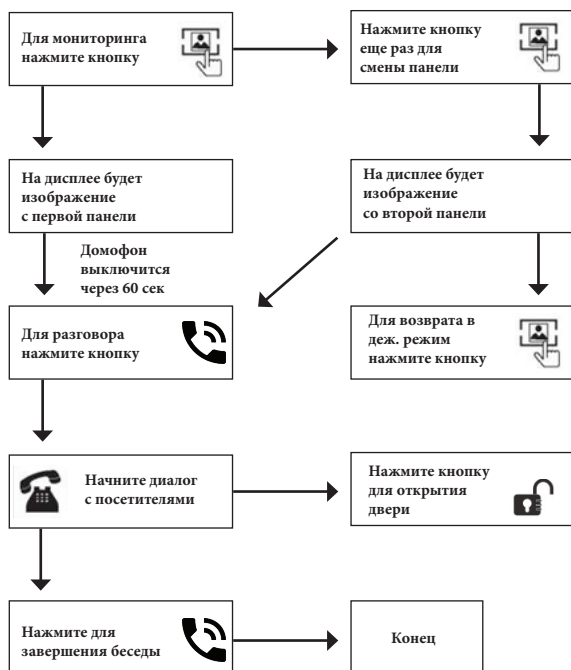 Для мониторинга
нажмите кнопку
Нажмите кнопку
еще раз для
смены панели
На дисплее будет
изображение
с первой панели
На дисплее будет
изображение
со второй панели
Домофон
выключится
через 60 сек
Для разговора
нажмите кнопку
Для возврата в
деж. режим
нажмите кнопку
Начните диалог
с посетителями
Нажмите кнопку
для открытия
двери
Нажмите для
завершения беседы
Конец